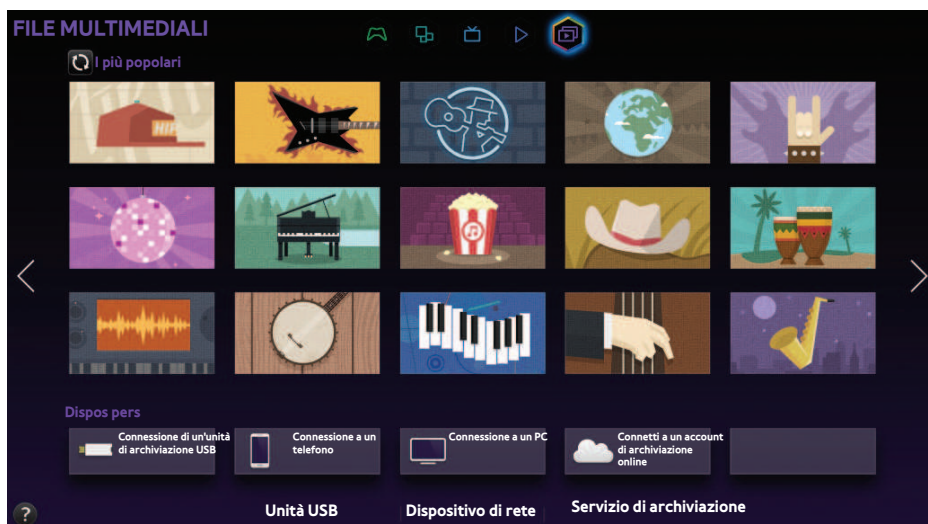 FILE MULTIMEDIALI
I più popolari
HIP
Dispos pers
Connessione di un'unità
di archiviazione USB
Connessione a un
telefono
Connessione a un PC
Connetti a un account
di archiviazione
online
?
Unità USB
Dispositivo di rete
Servizio di archiviazione